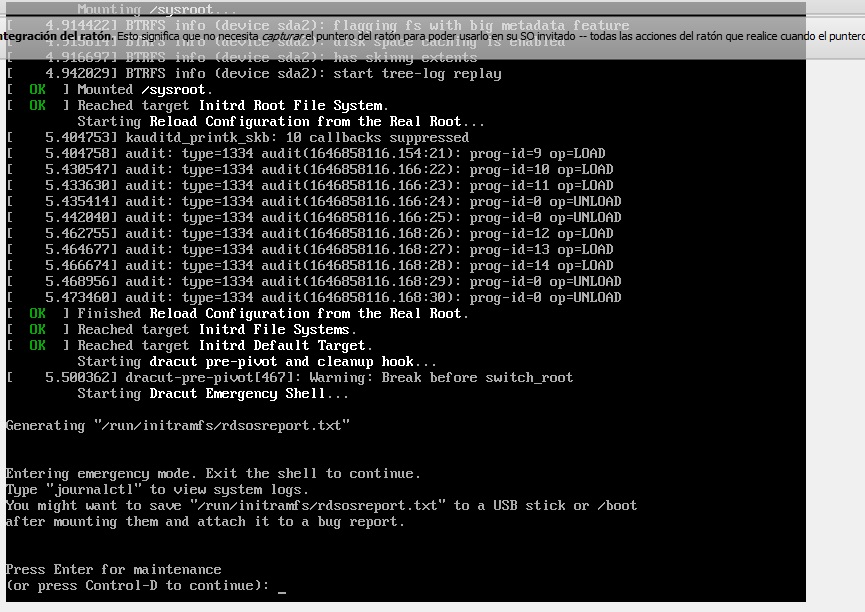 Mounting /sysroot...
[    4.914422] BTRFS info (device sda2): flagging fs with big metadata feature
ntegración del ratón. Esto significa que no necesita capturar el puntero del ratón para poder usarlo en su SO invitado -- todas las acciones del ratón que realice cuando el puntero
BTRFS info (device sda2): disk space caching is enabled
[    4.916697] BTRFS info (device sda2): has skinny extents
[    4.942029] BTRFS info (device sda2): start tree-log replay
[  OK  ] Mounted /sysroot.
[  OK  ] Reached target Initrd Root File System.
Starting Reload Configuration from the Real Root...
[    5.404753] kauditd_printk_skb: 10 callbacks suppressed
[    5.404758] audit: type=1334 audit(1646858116.154:21): prog-id=9 op=LOAD
[    5.430547] audit: type=1334 audit(1646858116.166:22): prog-id=10 op=LOAD
[    5.433630] audit: type=1334 audit(1646858116.166:23): prog-id=11 op=LOAD
[    5.435414] audit: type=1334 audit(1646858116.166:24): prog-id=0 op=UNLOAD
[    5.442040] audit: type=1334 audit(1646858116.166:25): prog-id=0 op=UNLOAD
[    5.462755] audit: type=1334 audit(1646858116.168:26): prog-id=12 op=LOAD
[    5.464677] audit: type=1334 audit(1646858116.168:27): prog-id=13 op=LOAD
[    5.466674] audit: type=1334 audit(1646858116.168:28): prog-id=14 op=LOAD
[    5.468956] audit: type=1334 audit(1646858116.168:29): prog-id=0 op=UNLOAD
[    5.473460] audit: type=1334 audit(1646858116.168:30): prog-id=0 op=UNLOAD
[  OK  ] Finished Reload Configuration from the Real Root.
[  OK  ] Reached target Initrd File Systems.
[  OK  ] Reached target Initrd Default Target.
Starting dracut pre-pivot and cleanup hook...
[    5.500362] dracut-pre-pivot[467]: Warning: Break before switch_root
Starting Dracut Emergency Shell...
Generating "/run/initramfs/rdsosreport.txt"
Entering emergency mode. Exit the shell to continue.
Type "journalctl" to view system logs.
You might want to save "/run/initramfs/rdsosreport.txt" to a USB stick or /boot
after mounting them and attach it to a bug report.
Press Enter for maintenance
(or press Control-D to continue): _